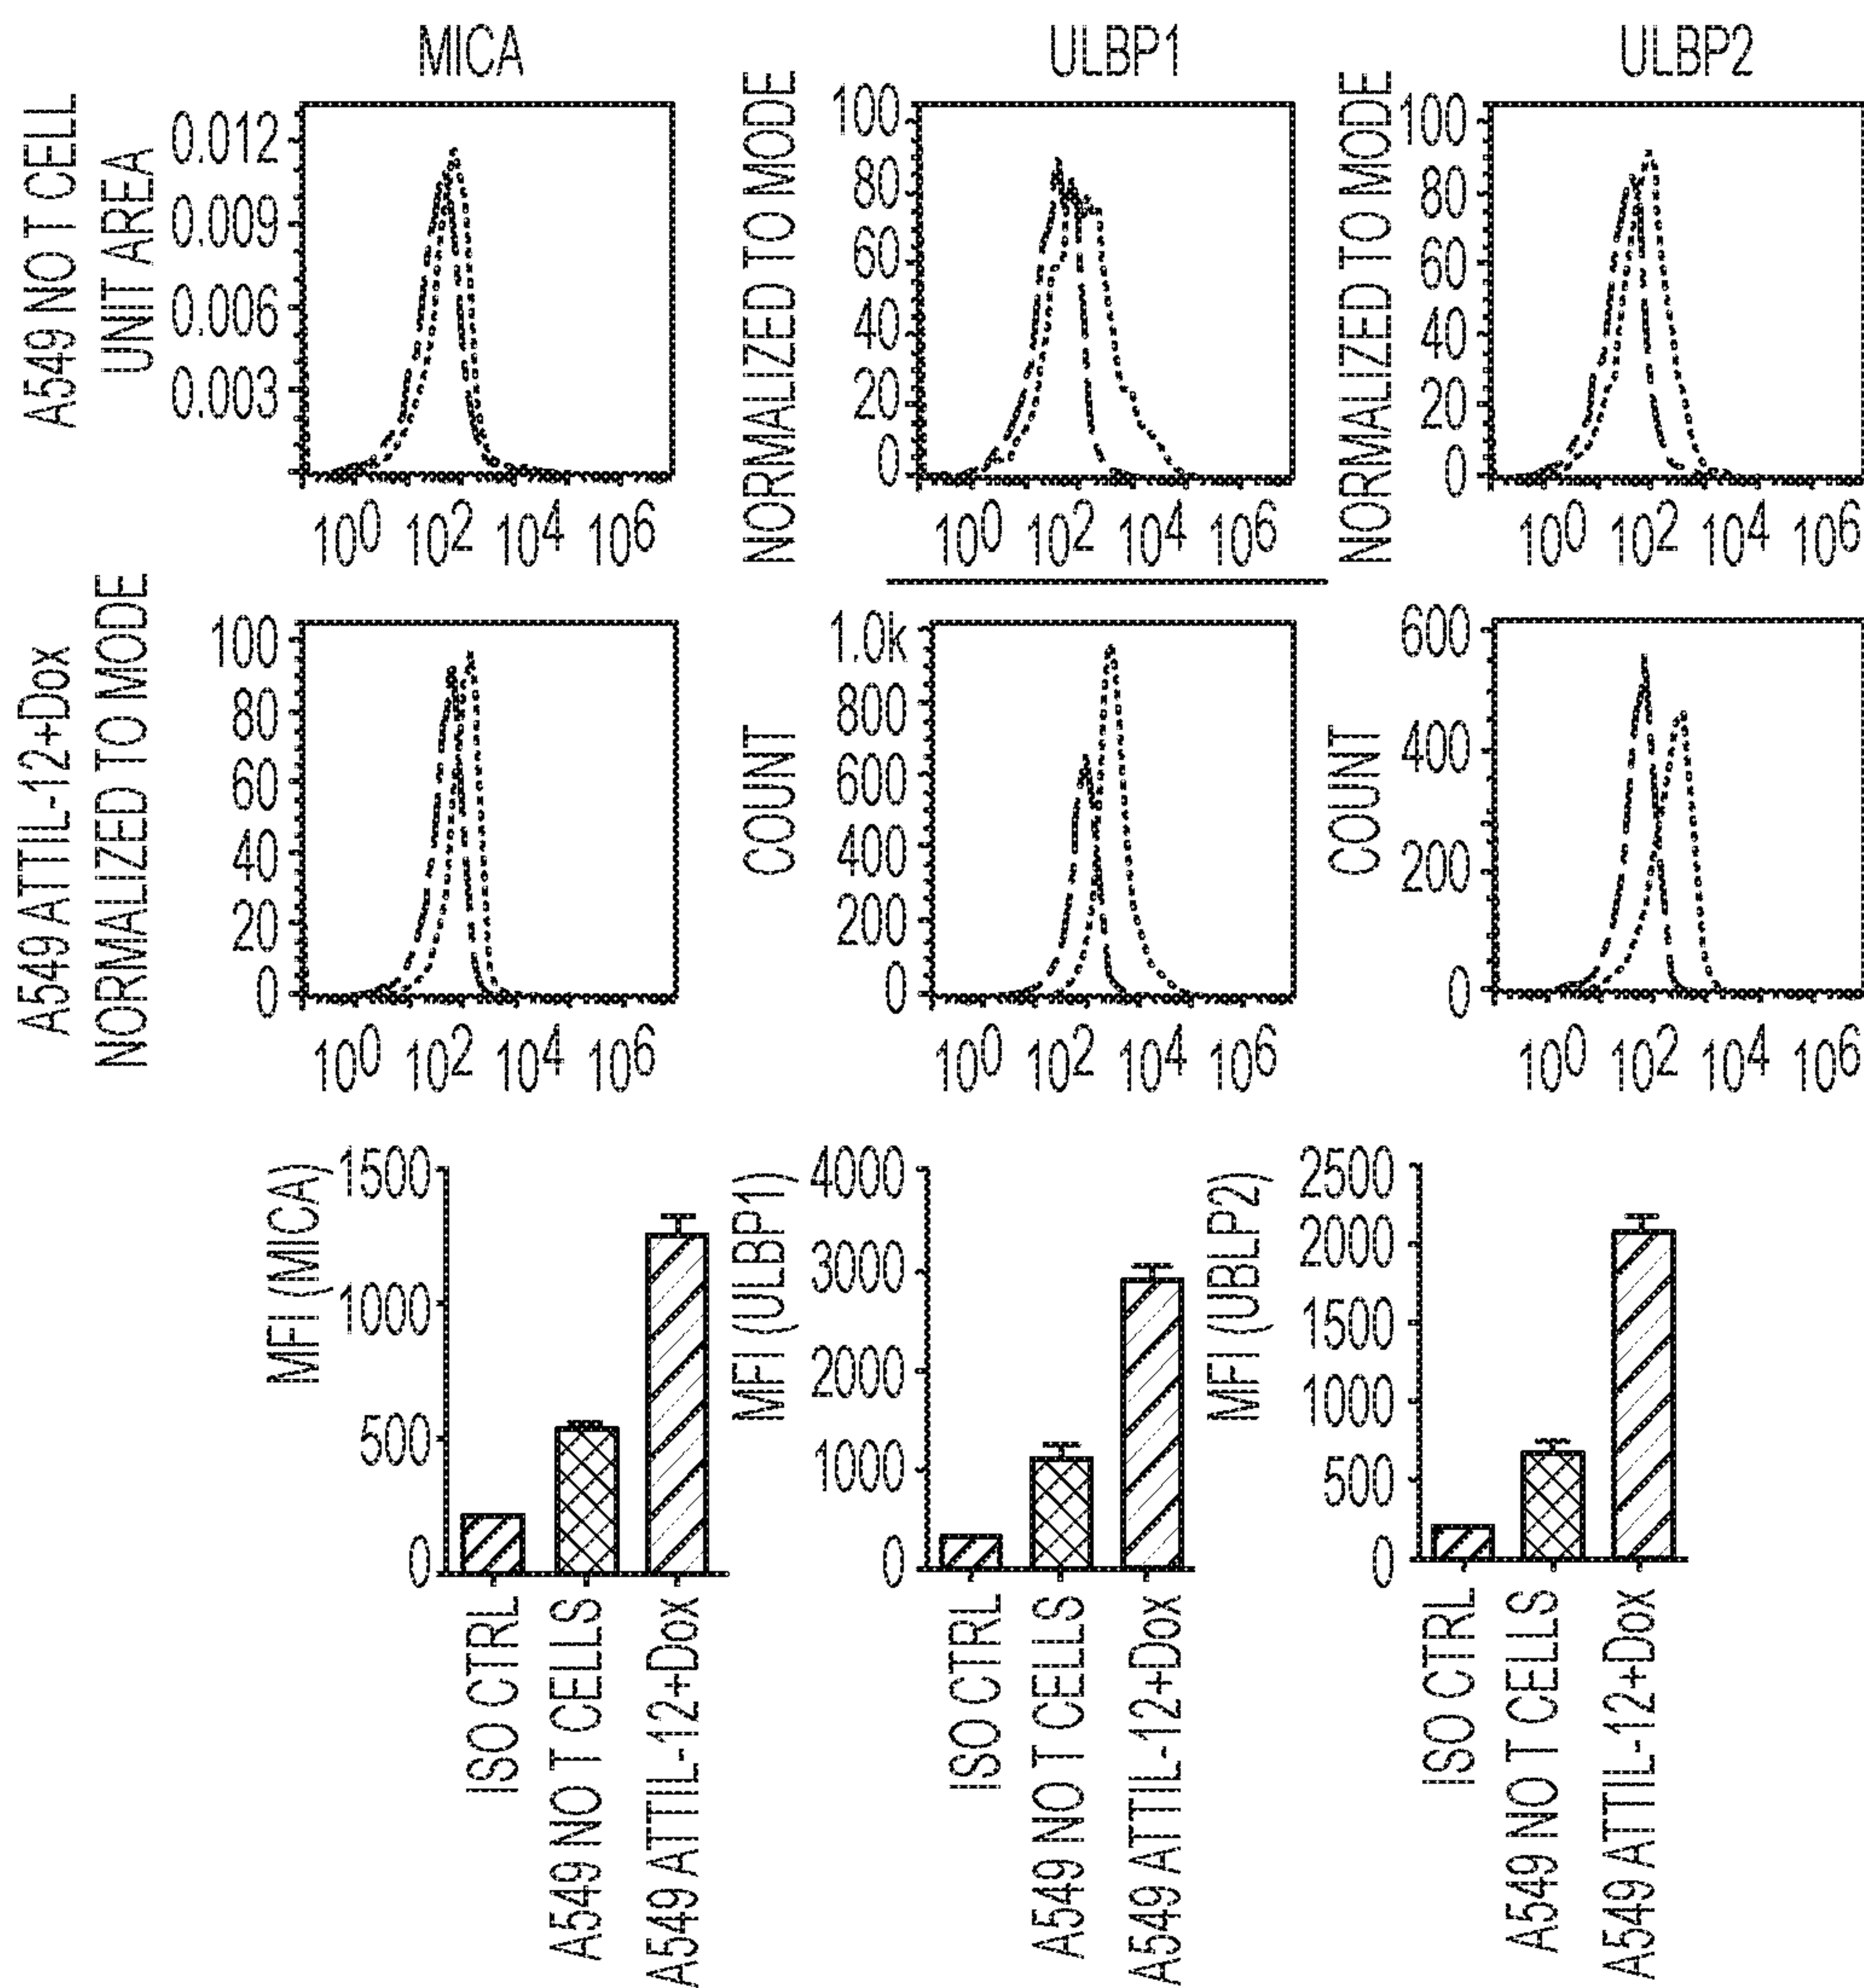 MICA
ULBP1
ULBP2
A549 NO T CELL
UNIT AREA
0.012
0.009
0.006
0.003
10^0 10^2 10^4 10^6
NORMALIZED TO MODE
100
80
60
40
20
0
10^0 10^2 10^4 10^6
NORMALIZED TO MODE
100
80
60
40
20
0
10^0 10^2 10^4 10^6
A549 ATTIL-12+Dox
NORMALIZED TO MODE
100
80
60
40
20
0
10^0 10^2 10^4 10^6
COUNT
1.0k
800
600
400
200
0
10^0 10^2 10^4 10^6
COUNT
600
400
200
0
10^0 10^2 10^4 10^6
MFI (MICA)
1500
1000
500
0
ISO CTRL
A549 NO T CELLS
A549 ATTIL-12+Dox
MFI (ULBP1)
4000
3000
2000
1000
0
ISO CTRL
A549 NO T CELLS
A549 ATTIL-12+Dox
MFI (UBLP2)
2500
2000
1500
1000
500
0
ISO CTRL
A549 NO T CELLS
A549 ATTIL-12+Dox